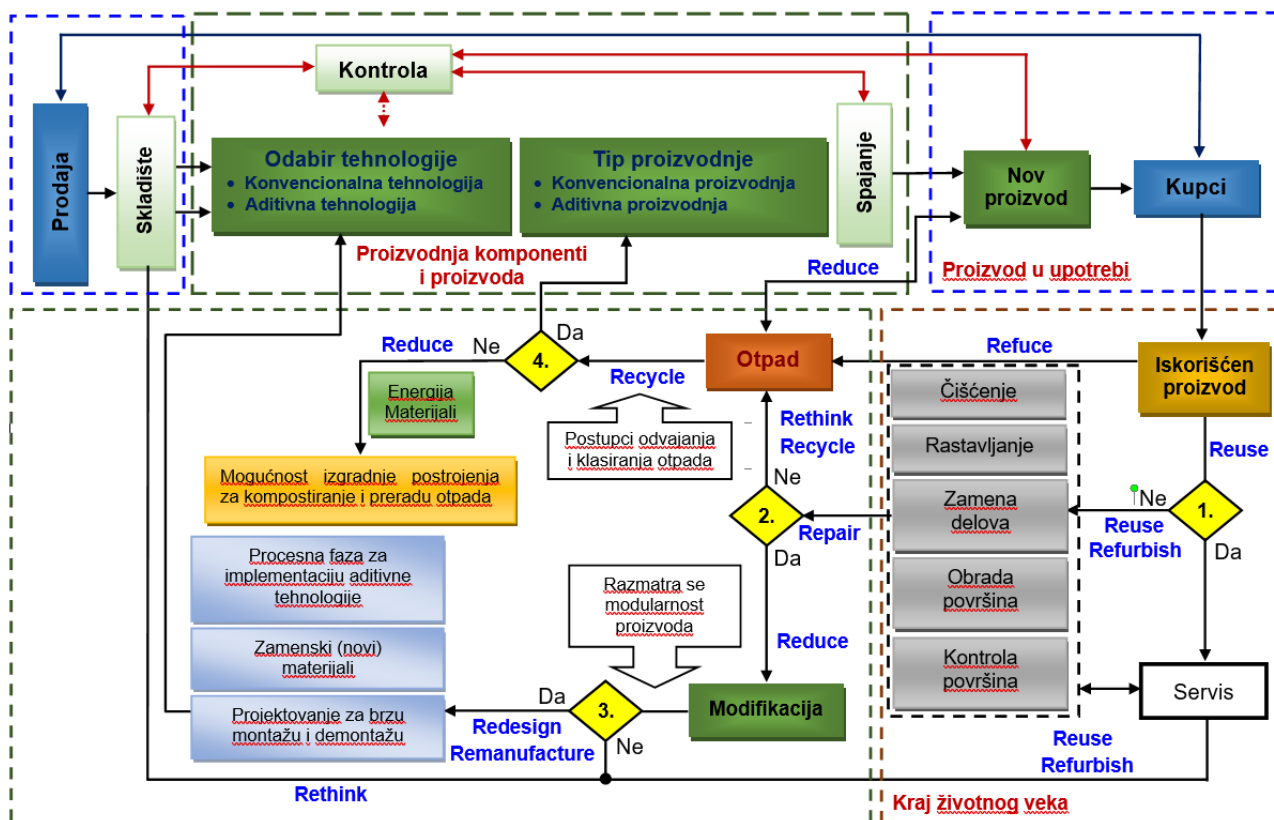 Kontrola
Prodaja
Skladište
Odabir tehnologije
• Konvencionalna tehnologija
• Aditivna tehnologija
Tip proizvodnje
• Konvencionalna proizvodnja
• Aditivna proizvodnja
Spajanje
Nov
proizvod
Kupci
Proizvodnja komponenti
i proizvoda
Reduce
Proizvod u upotrebi
Reduce
Ne
4.
Da
Recycle
Otpad
Refuce
Iskorišćen
proizvod
Energija
Materijali
Postupci odvajanja
i klasiranja otpada
Rethink
Recycle
Čišćenje
Rastavljanje
Zamena
delova
Obrada
površina
Kontrola
površina
Reuse
Mogućnost izgradnje postrojenja
za kompostiranje i preradu otpada
Ne
2.
Da
Repair
Ne
1.
Da
Reuse
Refurbish
Procesna faza za
implementaciju aditivne
tehnologije
Razmatra se
modularnost
proizvoda
Reduce
Zamenski (novi)
materijali
Projektovanje za brzu
montažu i demontažu
Da
3.
Ne
Redesign
Remanufacture
Modifikacija
Servis
Reuse
Refurbish
Rethink
Kraj životnog veka